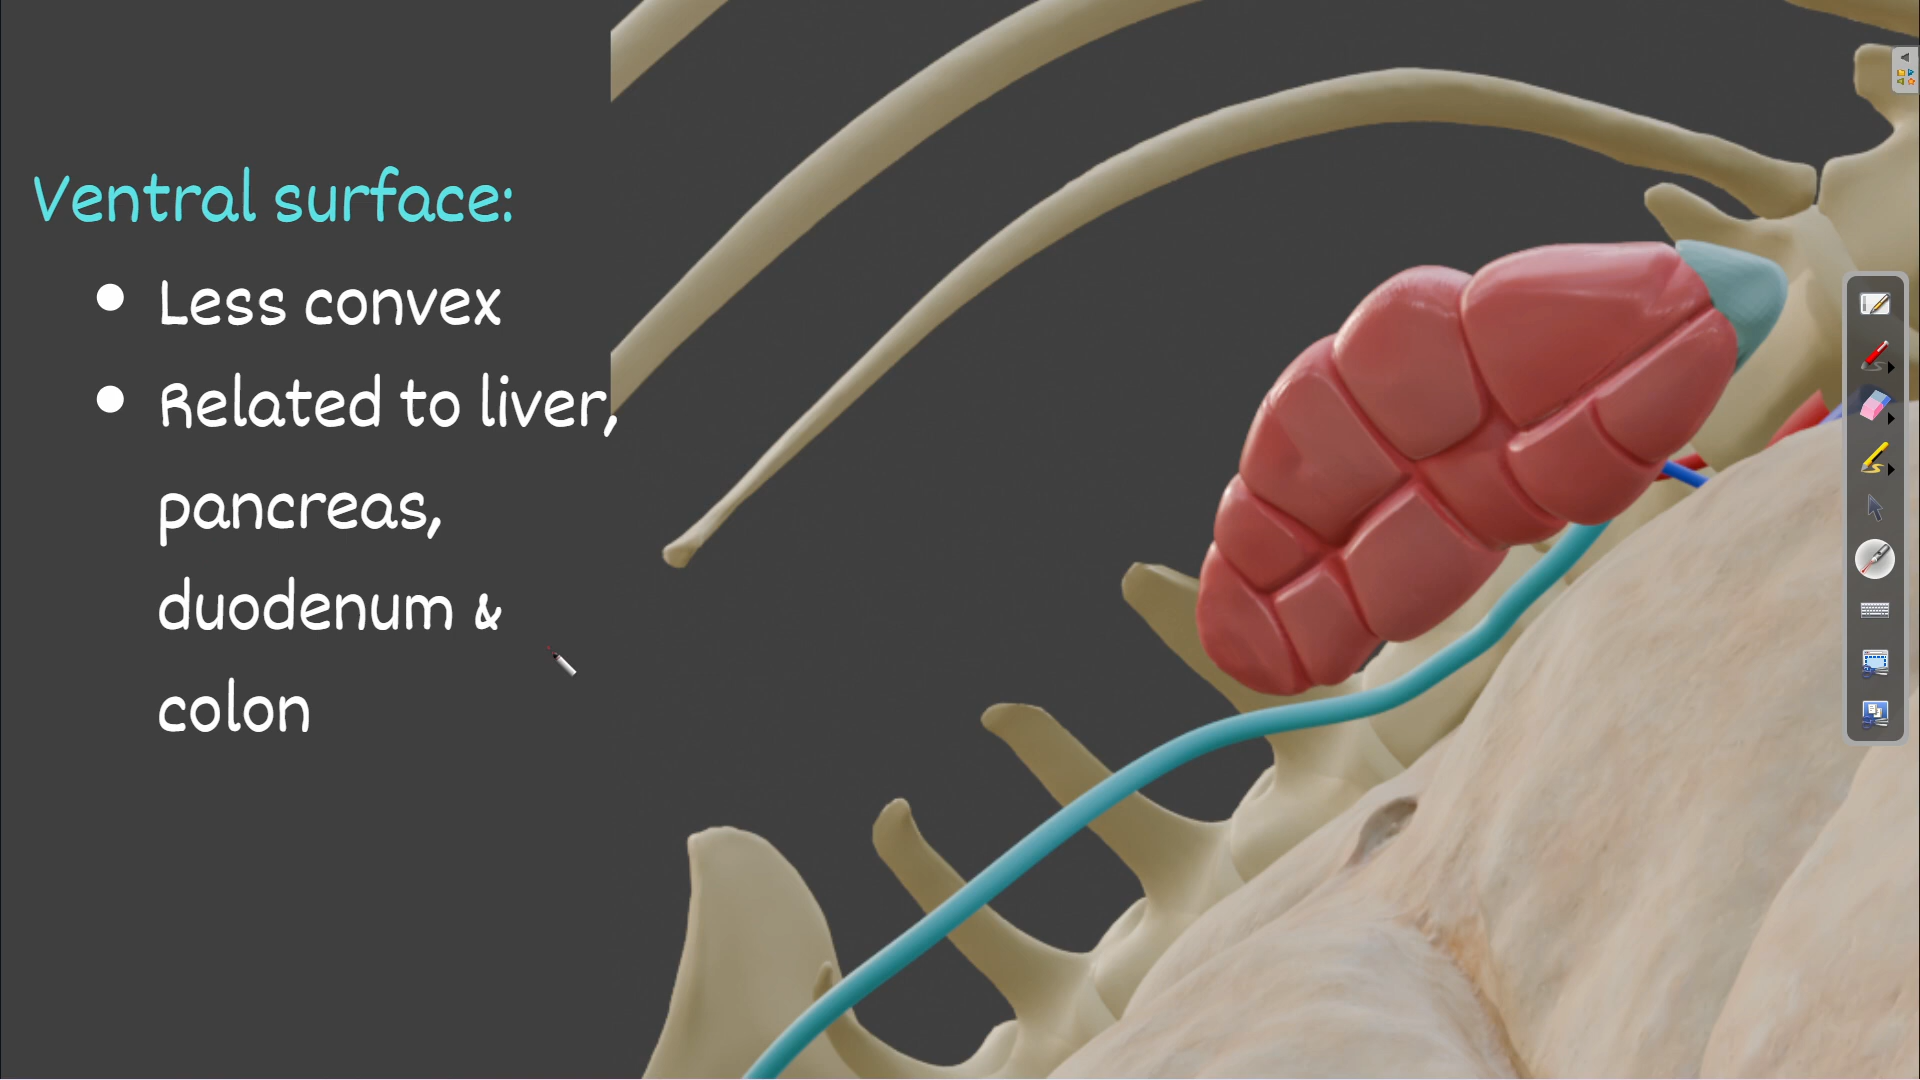 Ventral surface:
• Less convex
• Related to liver,
pancreas,
duodenum &
colon